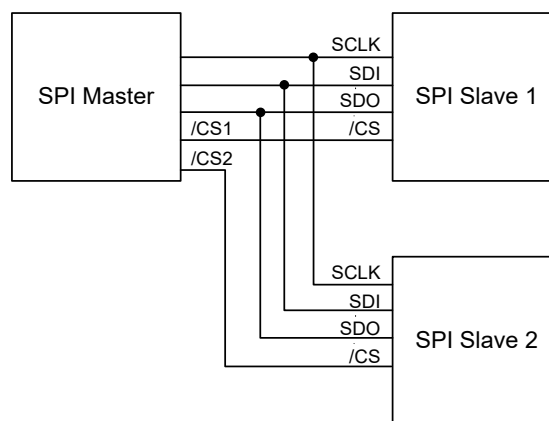 SCLK
SDI
SPI Master
SDO
SPI Slave 1
/CS1
/CS
/CS2
SCLK
SDI
SDO
SPI Slave 2
/CS